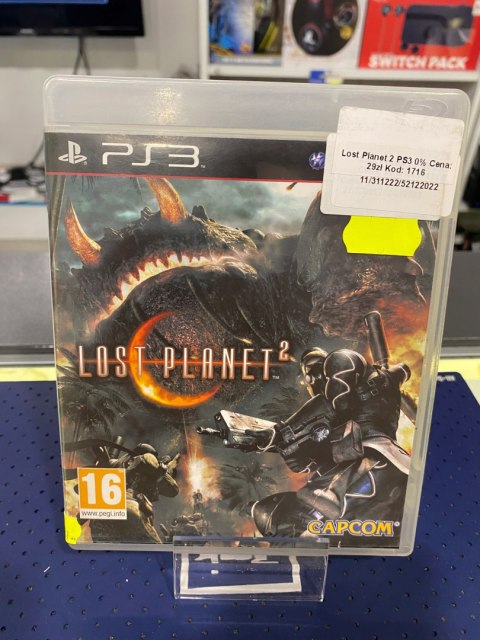 SWITCH PACK
PS3
Lost Planet 2 PS3 0% Cena:
29zł Kod: 1716
11/311222/52122022
LOST PLANET 2
TM
16
www.pegi.info
CAPCOM